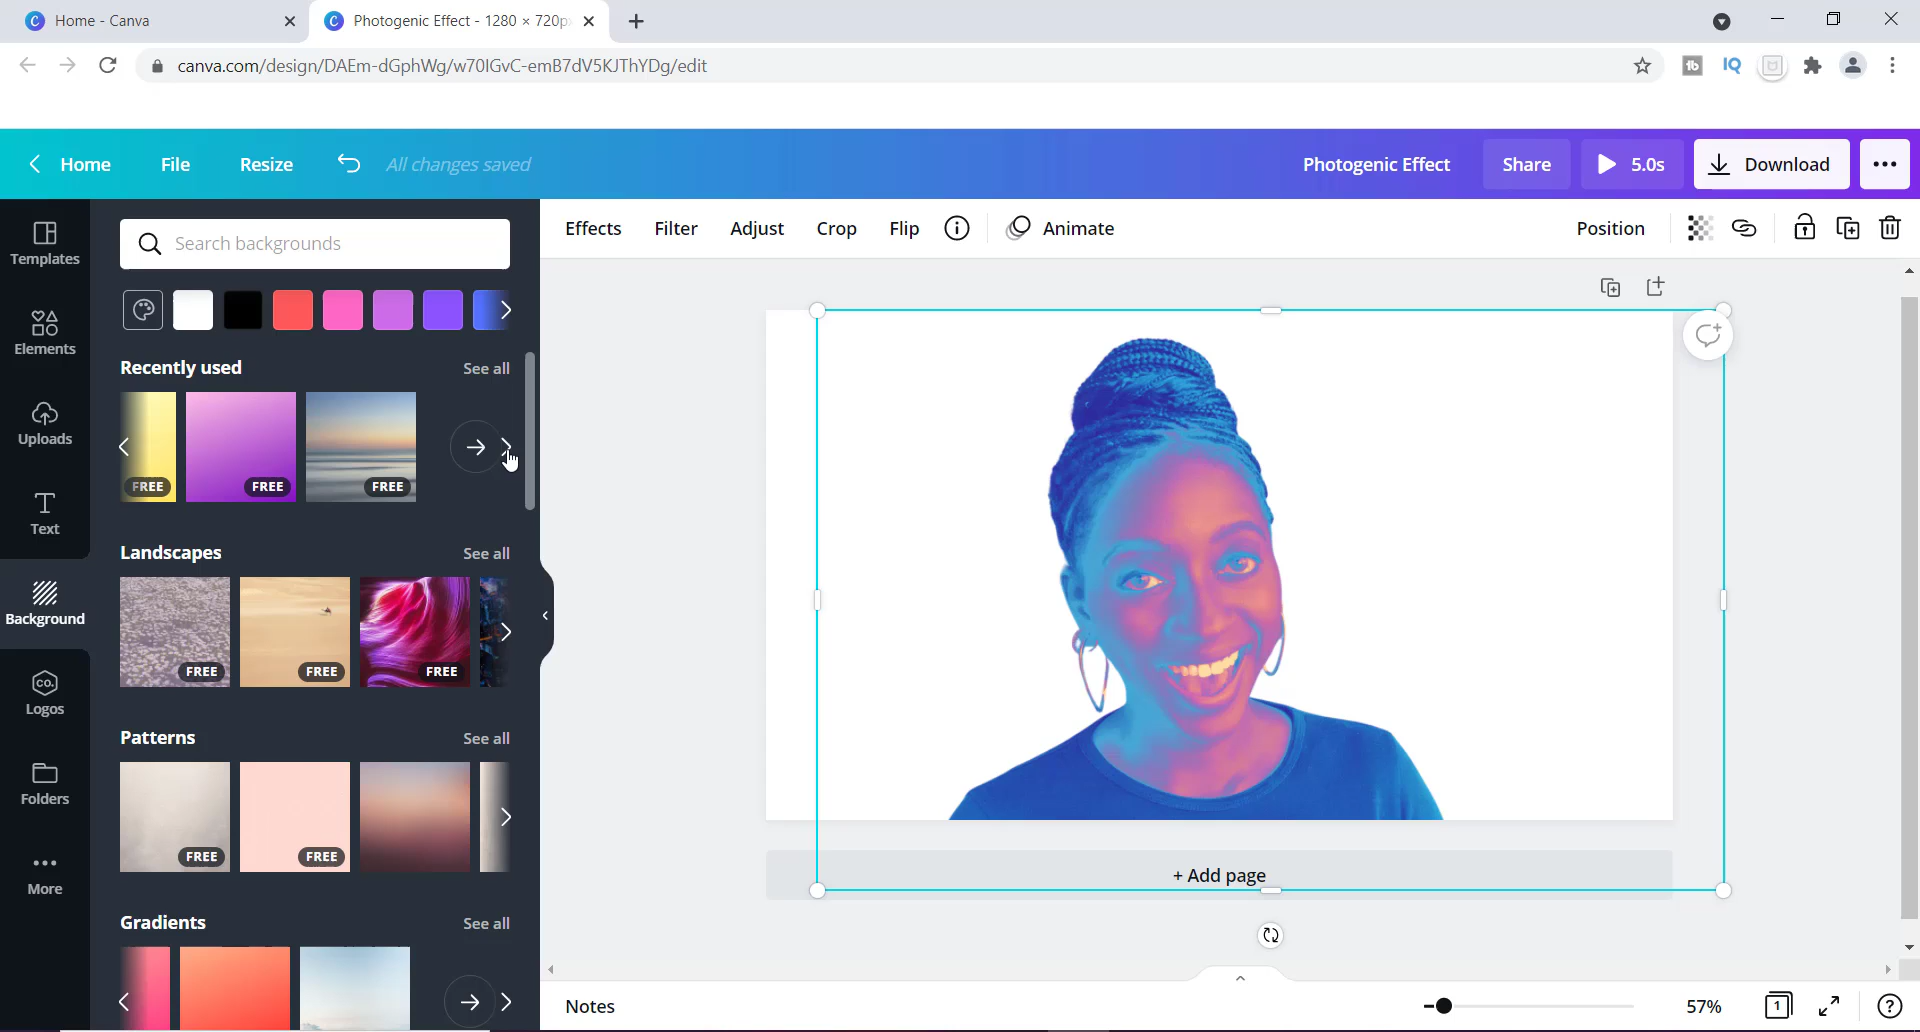 Home - Canva
Photogenic Effect - 1280 × 720p
canva.com/design/DAEm-dGphWg/w70IGvC-emB7dV5KJThYDg/edit
Home File Resize All changes saved Photogenic Effect Share 5.0s Download
Effects Filter Adjust Crop Flip Animate Position
Templates
Elements
Uploads
Text
Background
CO.
Logos
Folders
More
Search backgrounds
Recently used See all
FREE FREE FREE
Landscapes See all
FREE FREE FREE
Patterns See all
FREE FREE
Gradients See all
+ Add page
Notes 57% 1